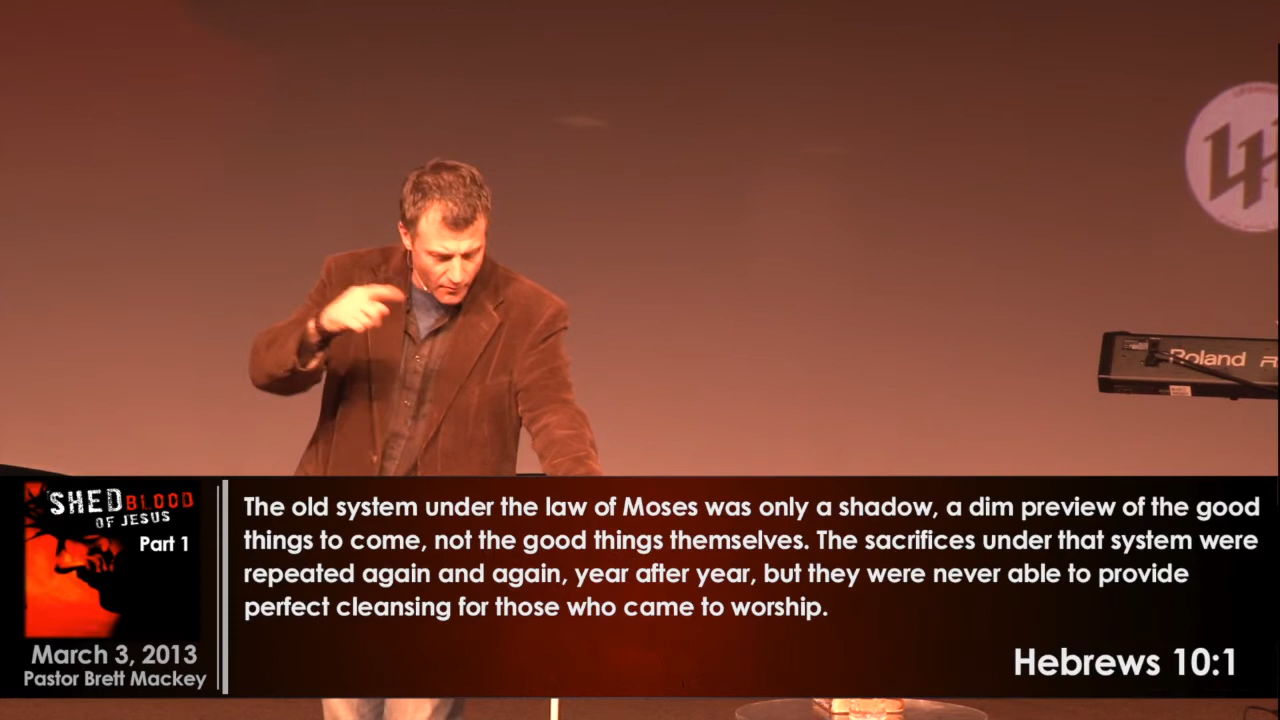 Roland
SHED BLOOD
OF JESUS
Part 1
March 3, 2013
Pastor Brett Mackey
The old system under the law of Moses was only a shadow, a dim preview of the good
things to come, not the good things themselves. The sacrifices under that system were
repeated again and again, year after year, but they were never able to provide
perfect cleansing for those who came to worship.
Hebrews 10:1